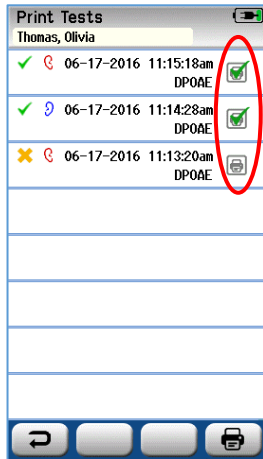 Print Tests
Thomas, Olivia
06-17-2016 11:15:18am
DPOAE
06-17-2016 11:14:28am
DPOAE
06-17-2016 11:13:20am
DPOAE